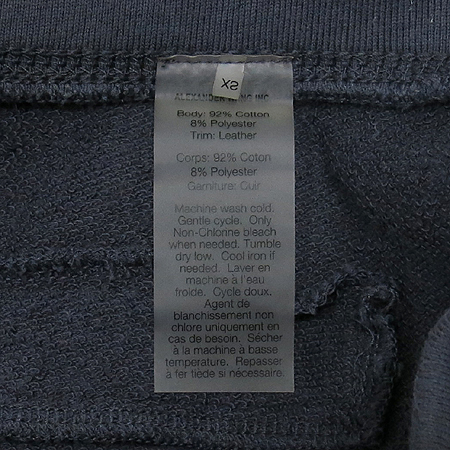 XS
ALEXANDER WANG INC.
Body: 92% Cotton
8% Polyester
Trim: Leather
Corps: 92% Coton
8% Polyester
Garniture: Cuir
Machine wash cold.
Gentle cycle. Only
Non-Chlorine bleach
when needed. Tumble
dry low. Cool iron if
needed. Laver en
machine à l'eau
froide. Cycle doux.
Agent de
blanchissement non
chlore uniquement en
cas de besoin. Sécher
à la machine à basse
temperature. Repasser
à fer tiede si nécessaire.